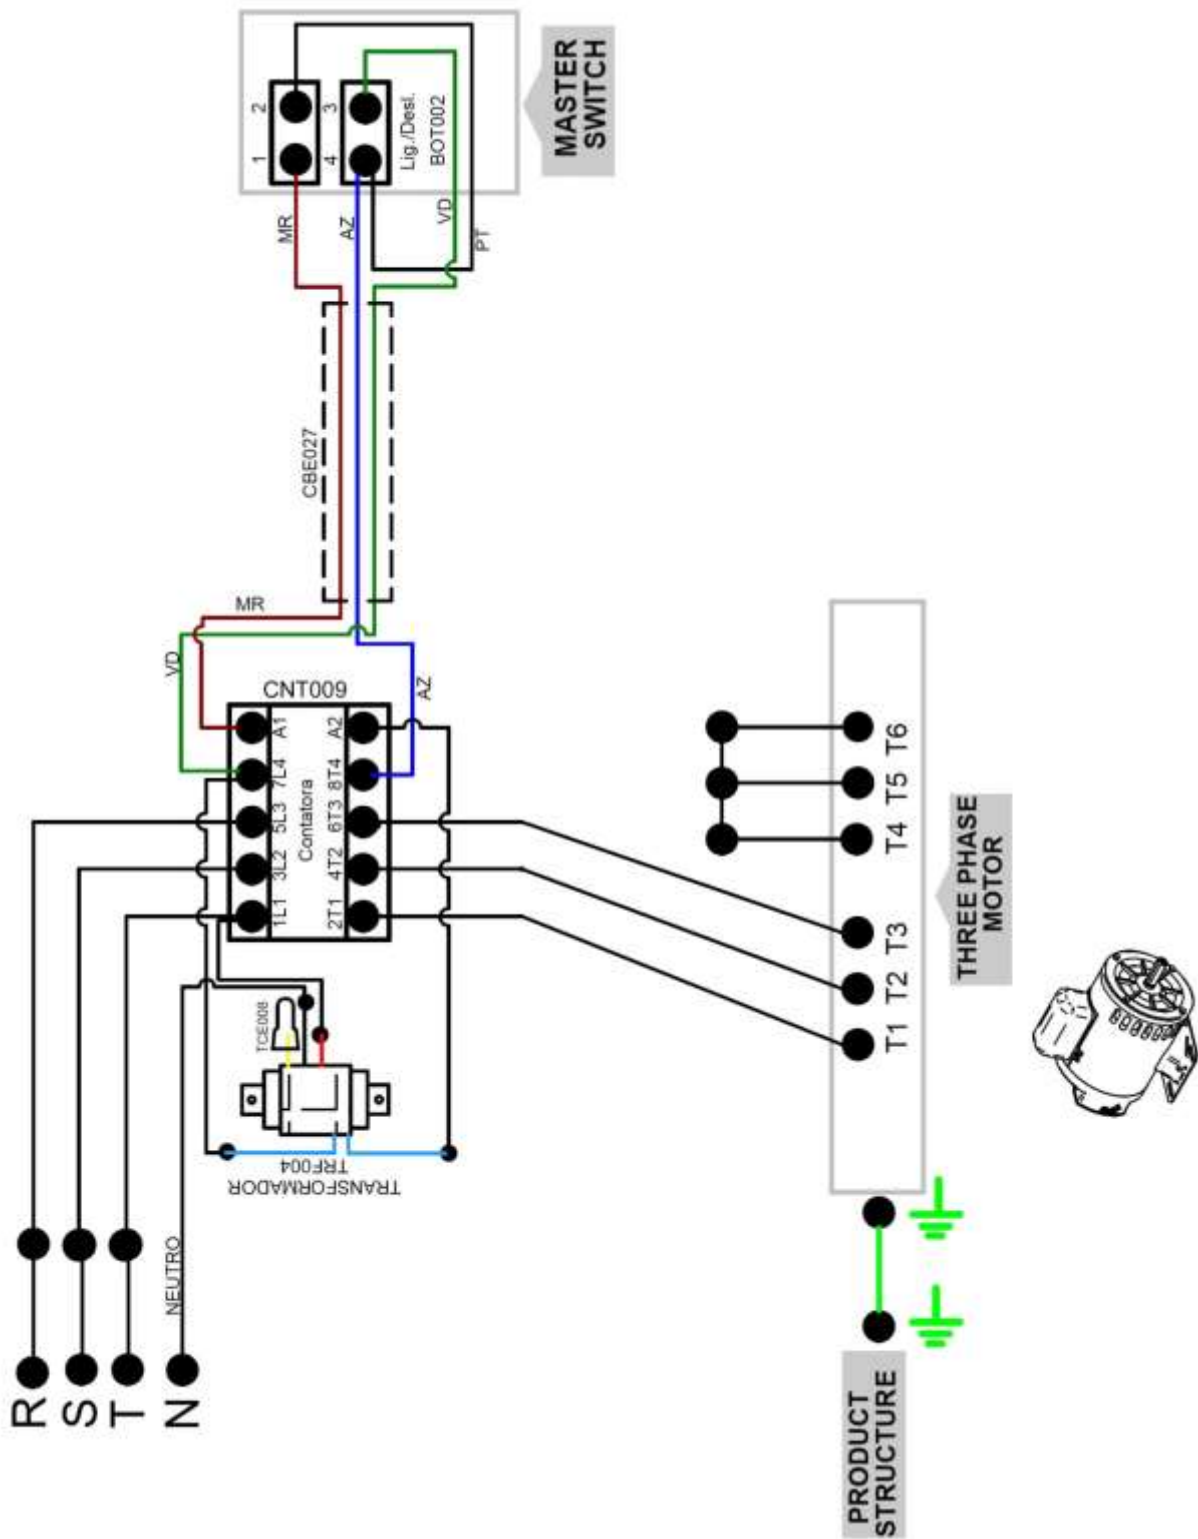 R
S
T
N
NEUTRO
TRANSFORMADOR
TRF004
TCE008
1L1
3L2
5L3
7L4
A1
Contatora
2T1
4T2
6T3
8T4
A2
CNT009
VD
MR
AZ
CBE027
MR
AZ
VD
PT
1
2
4
3
Lig./Desl.
BOT002
MASTER
SWITCH
T1
T2
T3
T4
T5
T6
THREE PHASE
MOTOR
PRODUCT
STRUCTURE